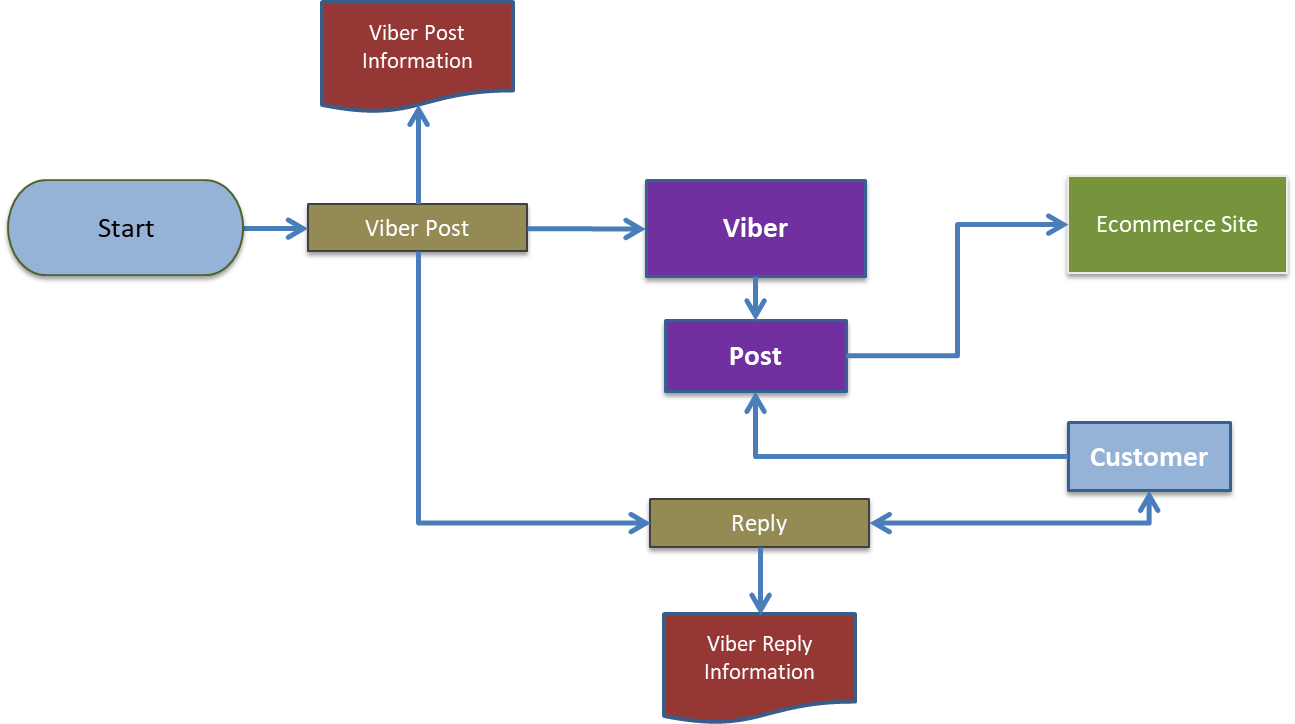 Viber Post
Information
Start
Viber Post
Viber
Ecommerce Site
Post
Customer
Reply
Viber Reply
Information